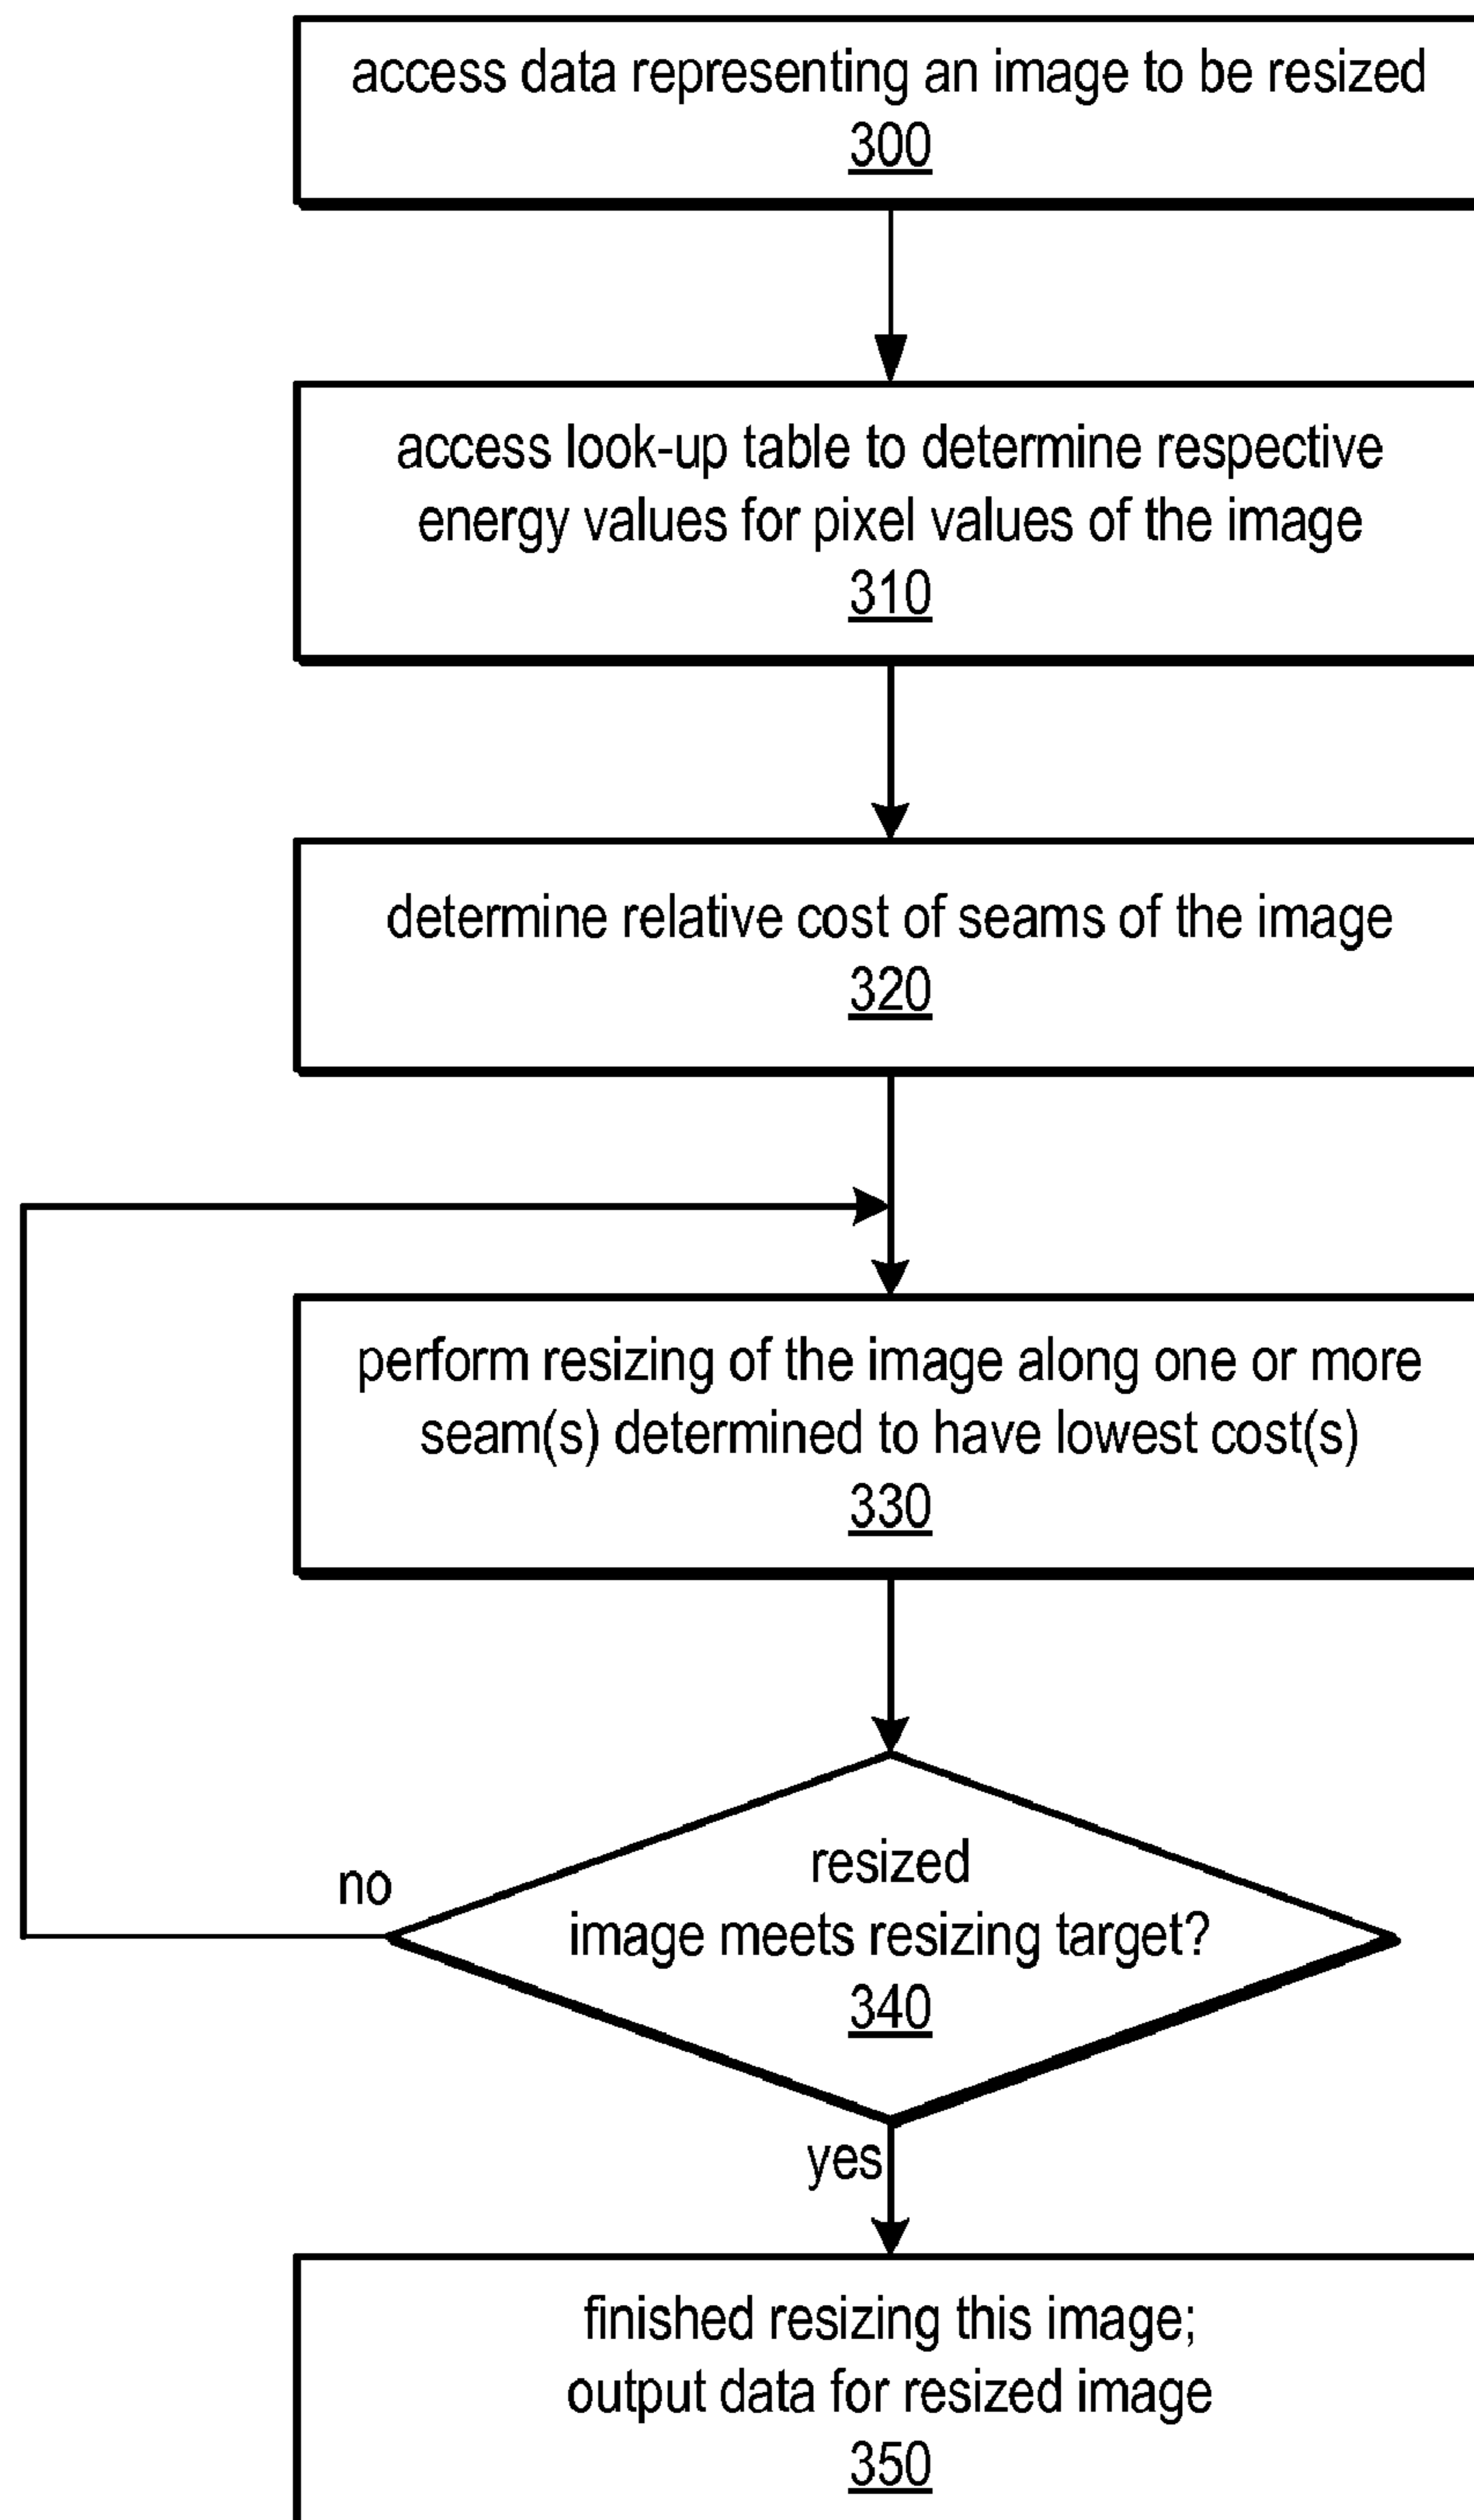 access data representing an image to be resized
300
access look-up table to determine respective
energy values for pixel values of the image
310
determine relative cost of seams of the image
320
perform resizing of the image along one or more
seam(s) determined to have lowest cost(s)
330
resized
image meets resizing target?
340
no
yes
finished resizing this image;
output data for resized image
350